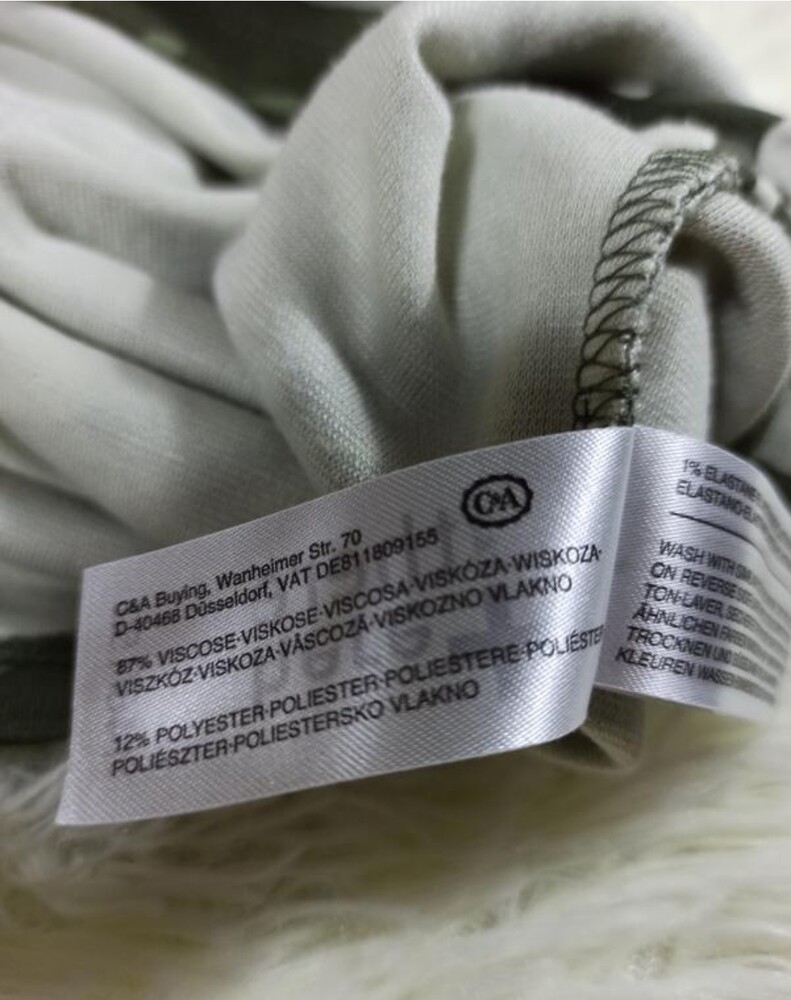 C&A
C&A Buying, Wanheimer Str. 70
D-40468 Düsseldorf, VAT DE811809155
87% VISCOSE·VISKOSE·VISCOSA·VISKÓZA·WISKOZA·
VISZKÓZ·VISKOZA·VÂSCOZĂ·VISKOZNO VLAKNO
12% POLYESTER·POLIESTER·POLIESTERE·POLIÉSTER
POLIÉSZTER·POLIESTERSKO VLAKNO
1% ELASTANE
ELASTANO
WASH WITH
ON REVERSE
TON-LAVER
ÄHNLICHEN
TROCKNEN UND
KLEUREN WASSEN